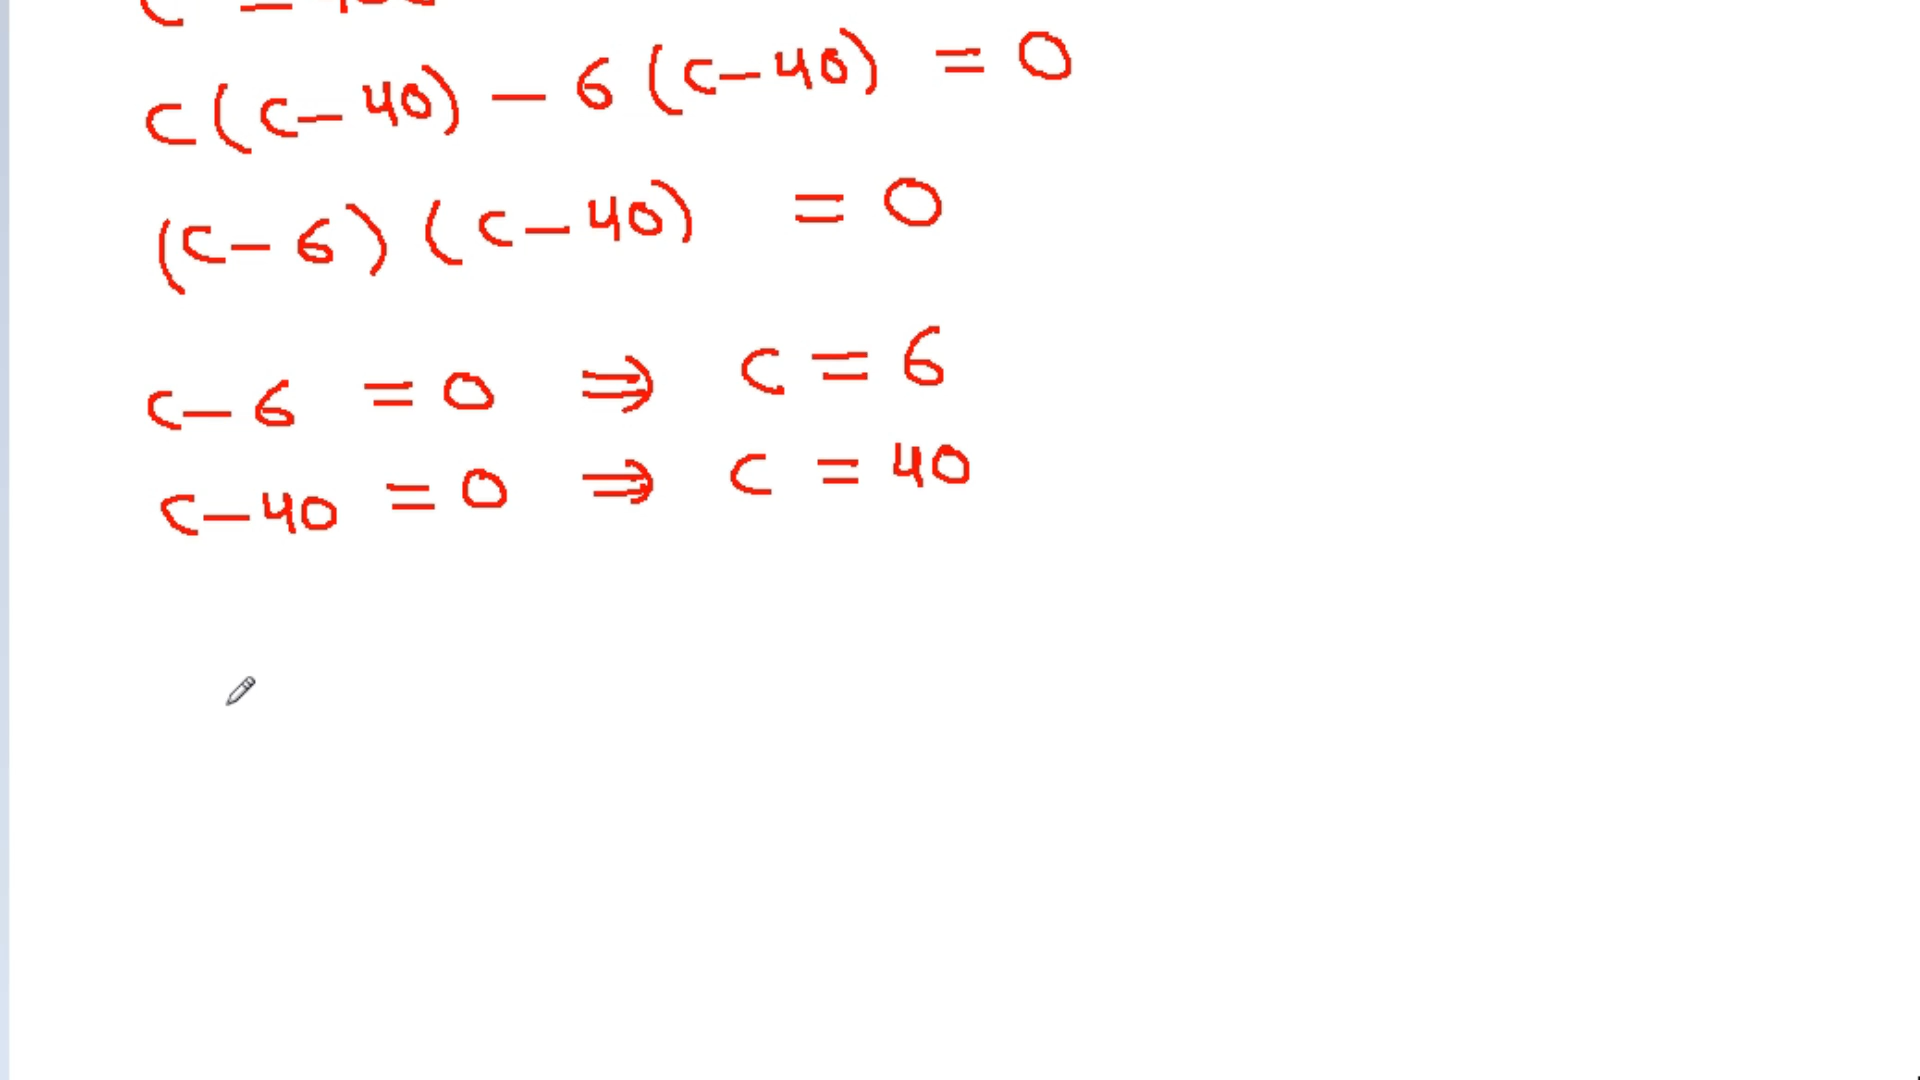 c(c-40) - 6(c-40) = 0
(c-6)(c-40) = 0
c-6 = 0 ⇒ c = 6
c-40 = 0 ⇒ c = 40